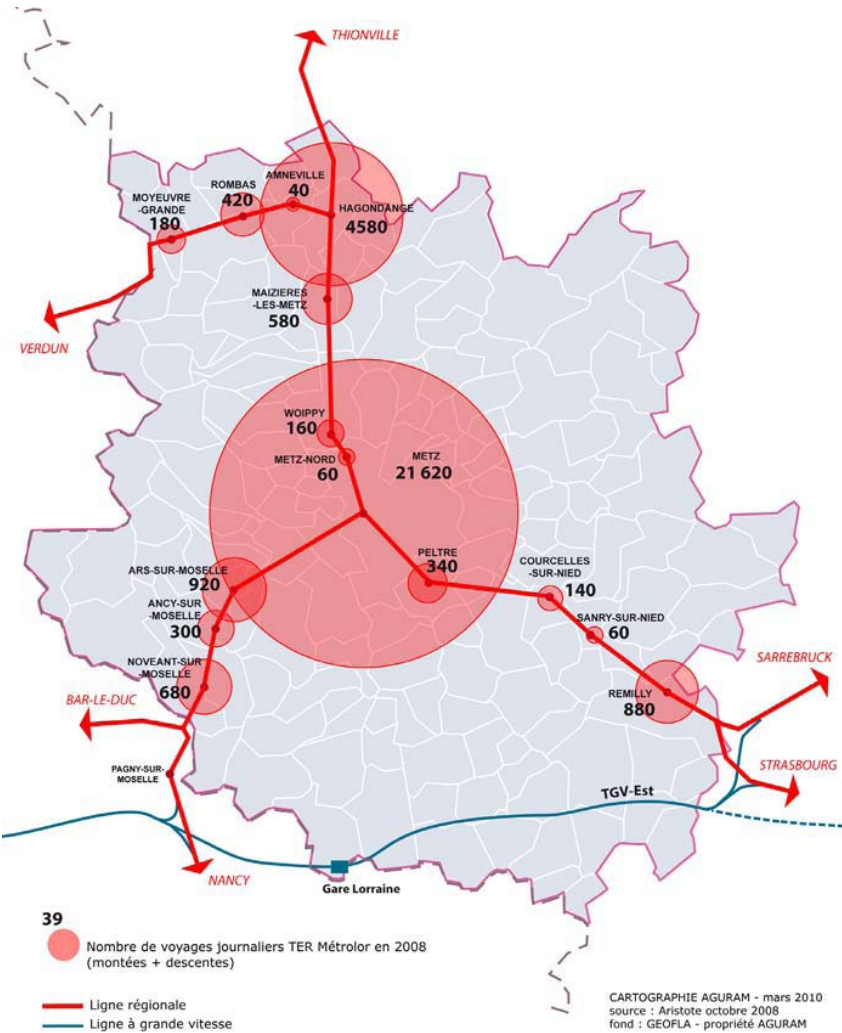 THIONVILLE
AMNEVILLE
40
ROMBAS
420
MOYEUVRE
-GRANDE
180
HAGONDANGE
4580
MAIZIERES
-LES-METZ
580
VERDUN
WOIPPY
160
METZ-NORD
60
METZ
21 620
PELTRE
340
COURCELLES
-SUR-NIED
140
SANRY-SUR-NIED
60
ARS-SUR-MOSELLE
920
ANCY-SUR
-MOSELLE
300
NOVEANT-SUR
-MOSELLE
680
REMILLY
880
SARREBRUCK
BAR-LE-DUC
STRASBOURG
PAGNY-SUR-
MOSELLE
TGV-Est
NANCY
Gare Lorraine
39
Nombre de voyages journaliers TER Métrolor en 2008
(montées + descentes)
Ligne régionale
Ligne à grande vitesse
CARTOGRAPHIE AGURAM - mars 2010
source : Aristote octobre 2008
fond : GEOFLA - propriété AGURAM